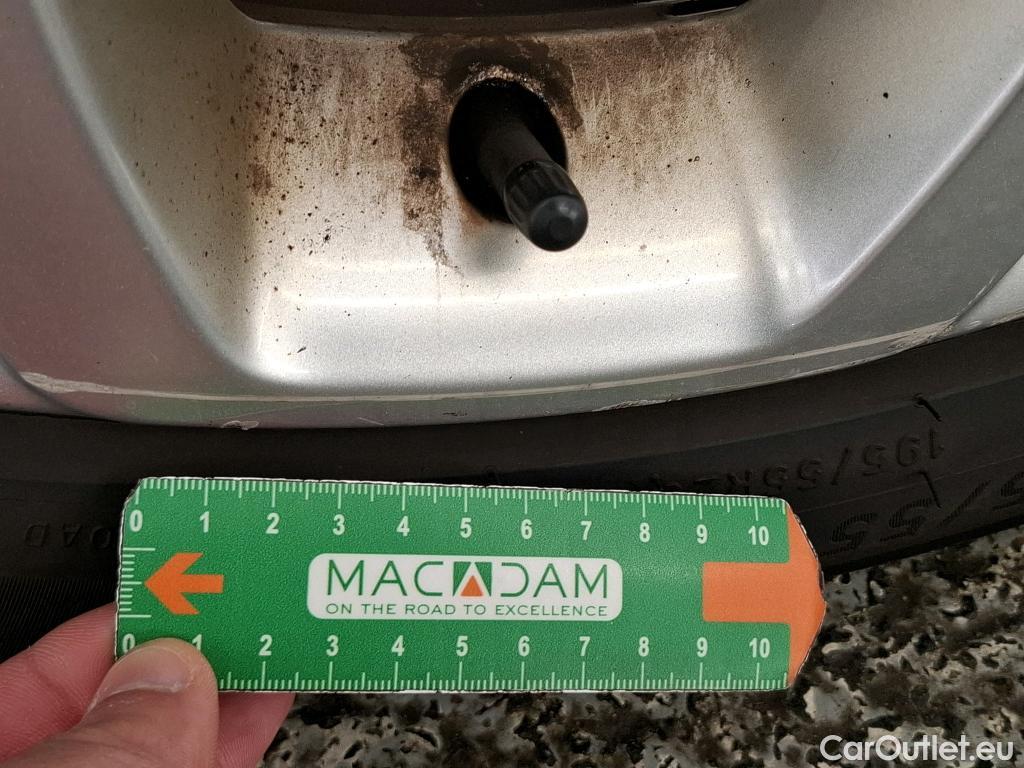 195/55R
0 1 2 3 4 5 6 7 8 9 10
MACADAM
ON THE ROAD TO EXCELLENCE
0 1 2 3 4 5 6 7 8 9 10
CarOutlet.eu